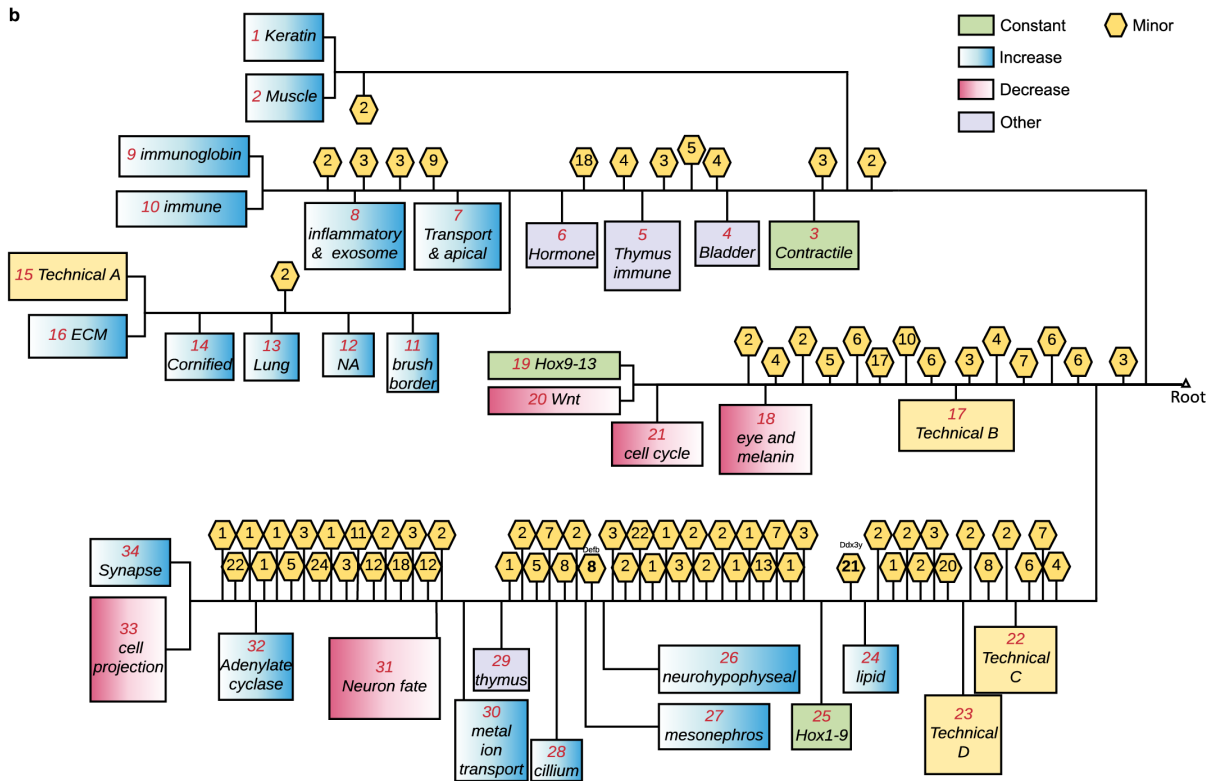 b
Constant
Minor
Increase
Decrease
Other
1 Keratin
2 Muscle
2
9 immunoglobin
10 immune
2
3
3
9
18
4
3
5
4
3
2
8
inflammatory
& exosome
7
Transport
& apical
6
Hormone
5
Thymus
immune
4
Bladder
3
Contractile
15 Technical A
16 ECM
2
14
Cornified
13
Lung
12
NA
11
brush
border
19 Hox9-13
20 Wnt
21
cell cycle
18
eye and
melanin
17
Technical B
2
4
2
5
6
17
10
6
3
4
7
6
6
3
Root
34
Synapse
33
cell
projection
1
22
1
1
1
5
3
24
1
3
11
12
2
18
3
12
2
1
2
5
7
8
2
Defb
8
3
2
22
1
1
3
2
2
2
1
1
13
7
1
3
Ddx3y
21
2
1
2
2
3
20
2
8
2
6
7
4
32
Adenylate
cyclase
31
Neuron fate
30
metal
ion
transport
29
thymus
28
cillium
26
neurohypophyseal
27
mesonephros
25
Hox1-9
24
lipid
23
Technical
D
22
Technical
C